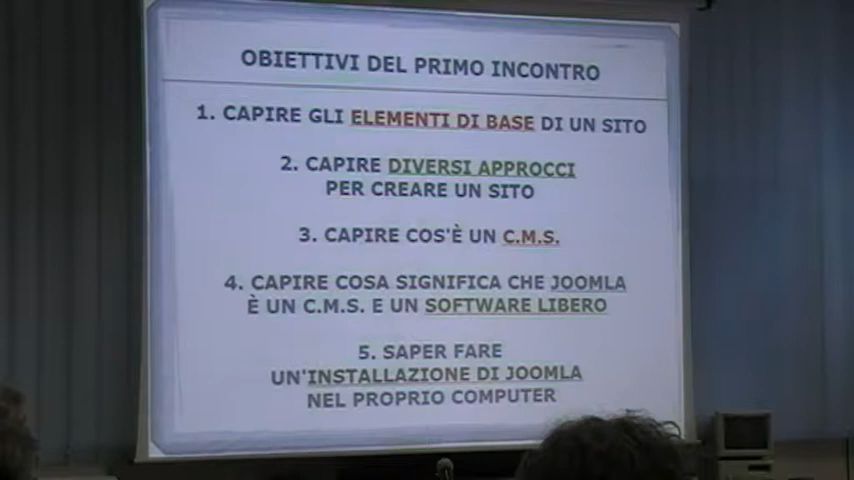 OBIETTIVI DEL PRIMO INCONTRO
1. CAPIRE GLI ELEMENTI DI BASE DI UN SITO
2. CAPIRE DIVERSI APPROCCI
PER CREARE UN SITO
3. CAPIRE COS'È UN C.M.S.
4. CAPIRE COSA SIGNIFICA CHE JOOMLA
È UN C.M.S. E UN SOFTWARE LIBERO
5. SAPER FARE
UN'INSTALLAZIONE DI JOOMLA
NEL PROPRIO COMPUTER